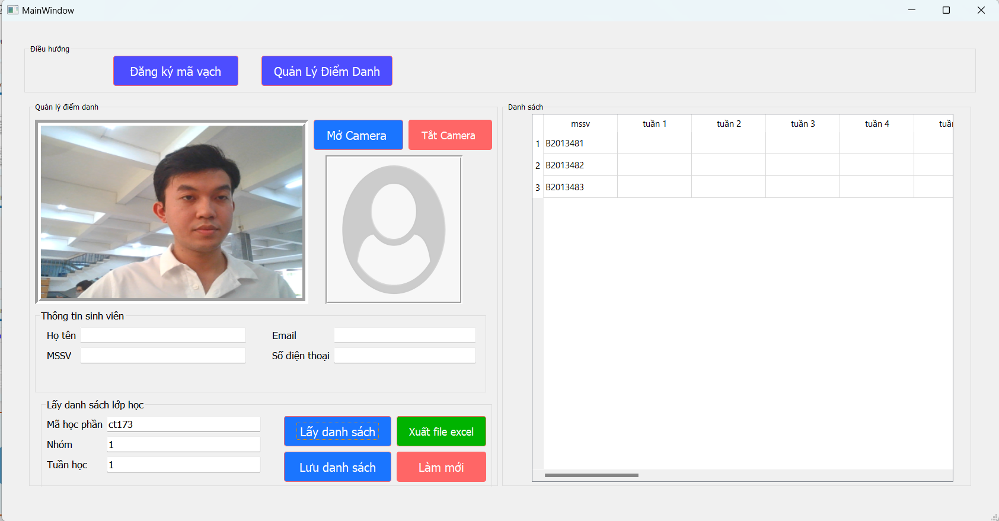 MainWindow
Điều hướng
Đăng ký mã vạch
Quản Lý Điểm Danh
Quản lý điểm danh
Mở Camera
Tắt Camera
Thông tin sinh viên
Họ tên
Email
MSSV
Số điện thoại
Lấy danh sách lớp học
Mã học phần ct173
Nhóm 1
Tuần học 1
Lấy danh sách
Xuất file excel
Lưu danh sách
Làm mới
Danh sách
mssv tuần 1 tuần 2 tuần 3 tuần 4
1 B2013481
2 B2013482
3 B2013483